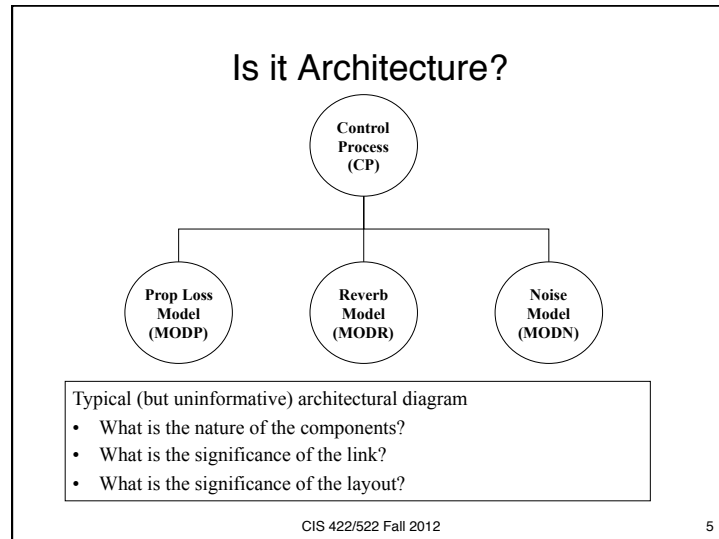 Is it Architecture?
Control
Process
(CP)
Prop Loss
Model
(MODP)
Reverb
Model
(MODR)
Noise
Model
(MODN)
Typical (but uninformative) architectural diagram
• What is the nature of the components?
• What is the significance of the link?
• What is the significance of the layout?
CIS 422/522 Fall 2012
5